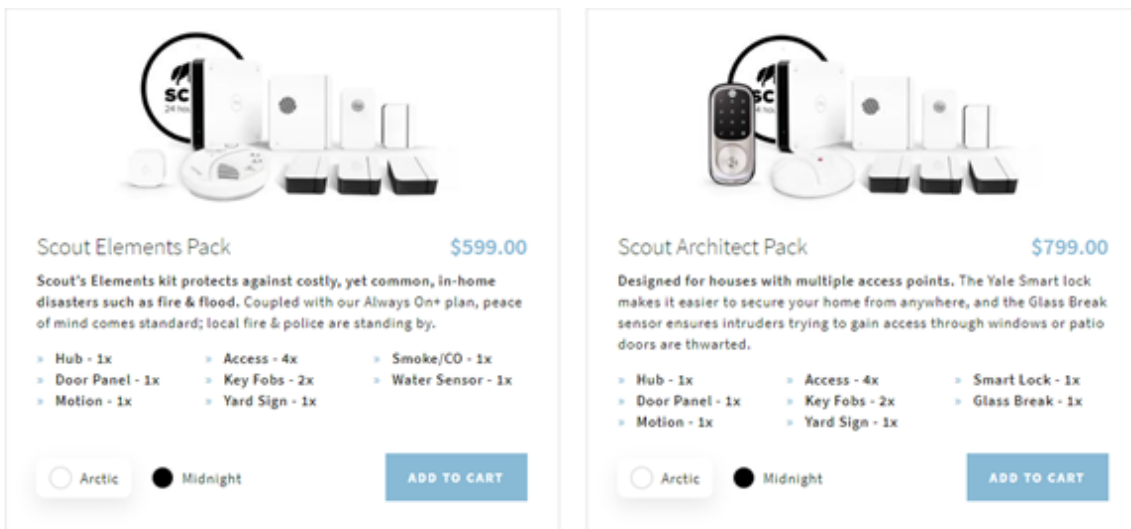 SC
24 hou
Scout Elements Pack
$599.00
Scout's Elements kit protects against costly, yet common, in-home
disasters such as fire & flood. Coupled with our Always On+ plan, peace
of mind comes standard; local fire & police are standing by.
» Hub - 1x
» Door Panel - 1x
» Motion - 1x
» Access - 4x
» Key Fobs - 2x
» Yard Sign - 1x
» Smoke/CO - 1x
» Water Sensor - 1x
Arctic
Midnight
ADD TO CART
SC
Scout Architect Pack
$799.00
Designed for houses with multiple access points. The Yale Smart lock
makes it easier to secure your home from anywhere, and the Glass Break
sensor ensures intruders trying to gain access through windows or patio
doors are thwarted.
» Hub - 1x
» Door Panel - 1x
» Motion - 1x
» Access - 4x
» Key Fobs - 2x
» Yard Sign - 1x
» Smart Lock - 1x
» Glass Break - 1x
Arctic
Midnight
ADD TO CART